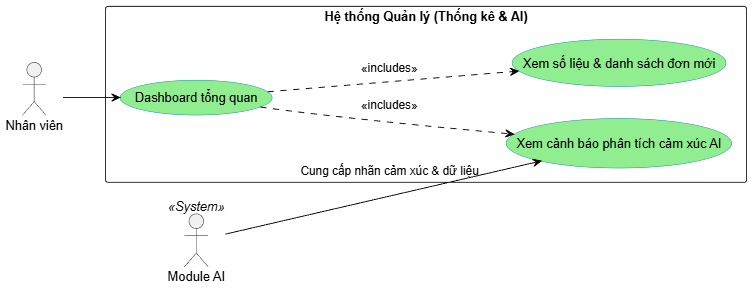 Hệ thống Quản lý (Thống kê & AI)
Xem số liệu & danh sách đơn mới
«includes»
Dashboard tổng quan
«includes»
Nhân viên
Xem cảnh báo phân tích cảm xúc AI
Cung cấp nhãn cảm xúc & dữ liệu
«System»
Module AI